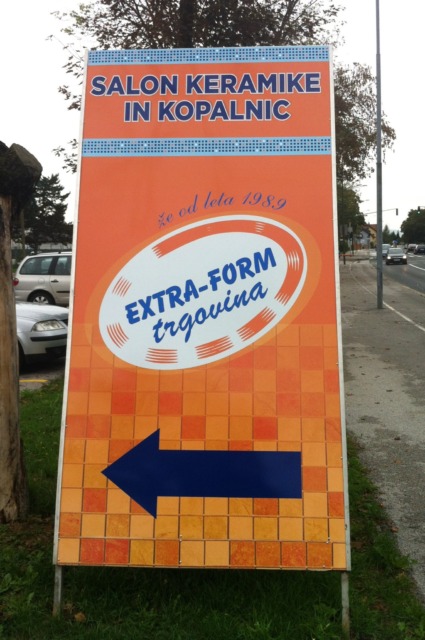 SALON KERAMIKE
IN KOPALNIC
že od leta 1989
EXTRA-FORM
trgovina